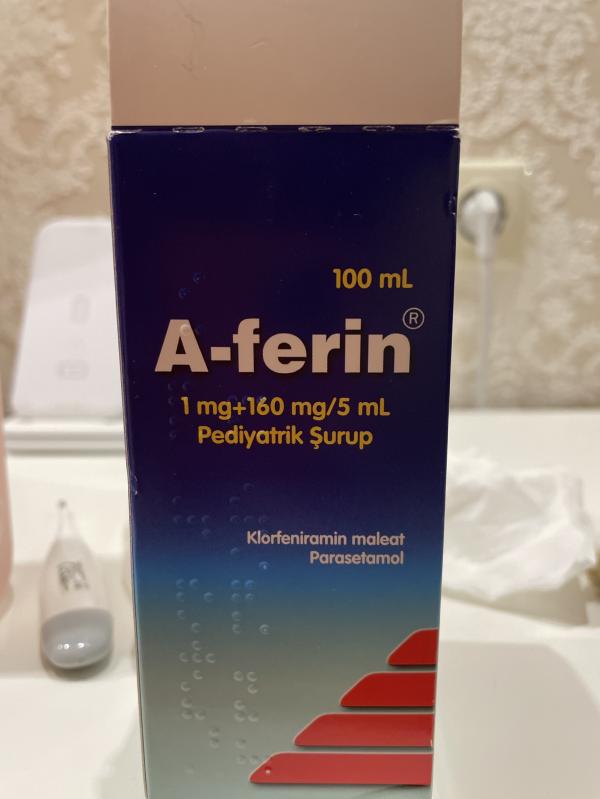 100 mL
A-ferin®
1 mg+160 mg/5 mL
Pediyatrik Şurup
Klorfeniramin maleat
Parasetamol